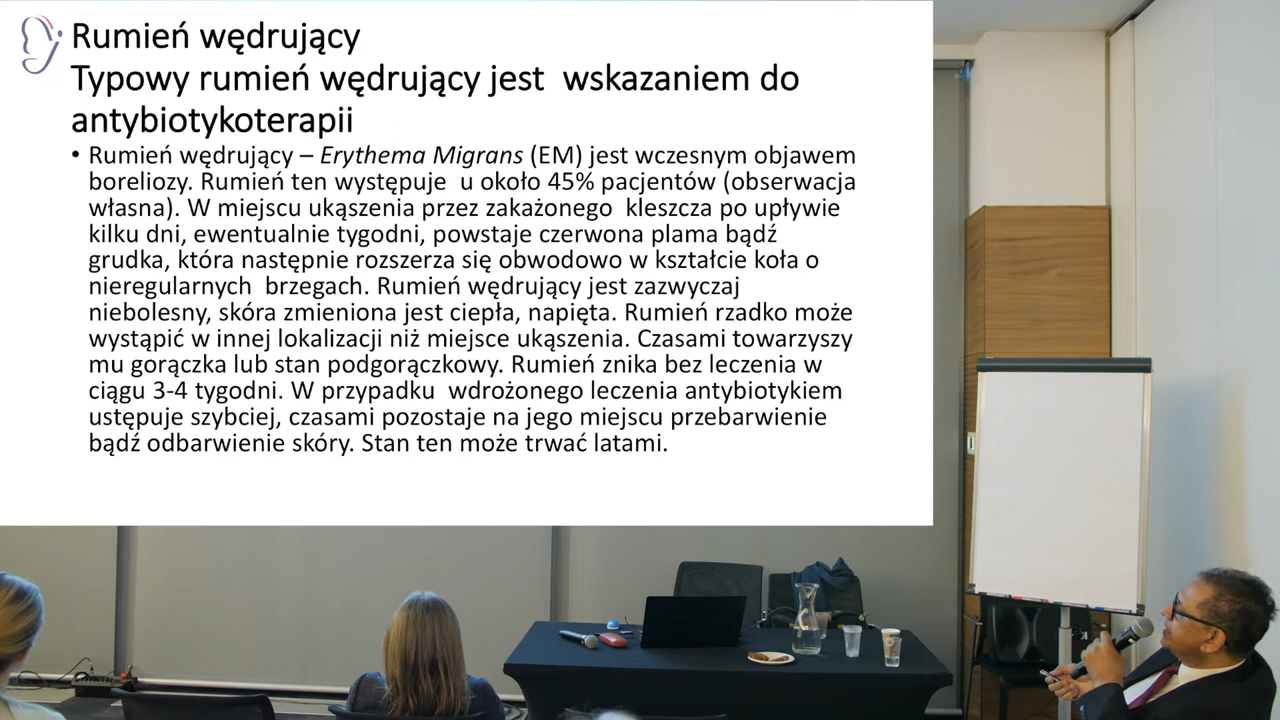 Rumień wędrujący
Typowy rumień wędrujący jest wskazaniem do
antybiotykoterapii
• Rumień wędrujący – Erythema Migrans (EM) jest wczesnym objawem
boreliozy. Rumień ten występuje u około 45% pacjentów (obserwacja
własna). W miejscu ukąszenia przez zakażonego kleszcza po upływie
kilku dni, ewentualnie tygodni, powstaje czerwona plama bądź
grudka, która następnie rozszerza się obwodowo w kształcie koła o
nieregularnych brzegach. Rumień wędrujący jest zazwyczaj
niebolesny, skóra zmieniona jest ciepła, napięta. Rumień rzadko może
wystąpić w innej lokalizacji niż miejsce ukąszenia. Czasami towarzyszy
mu gorączka lub stan podgorączkowy. Rumień znika bez leczenia w
ciągu 3-4 tygodni. W przypadku wdrożonego leczenia antybiotykiem
ustępuje szybciej, czasami pozostaje na jego miejscu przebarwienie
bądź odbarwienie skóry. Stan ten może trwać latami.